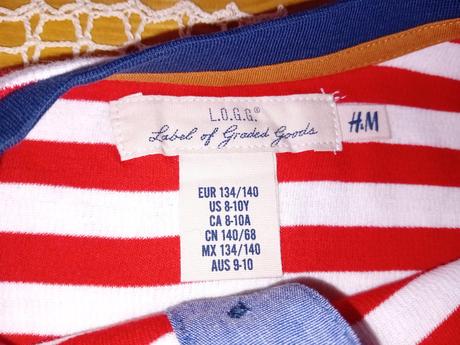 L.O.G.G.®
Label of Graded Goods
H&M
EUR 134/140
US 8-10Y
CA 8-10A
CN 140/68
MX 134/140
AUS 9-10